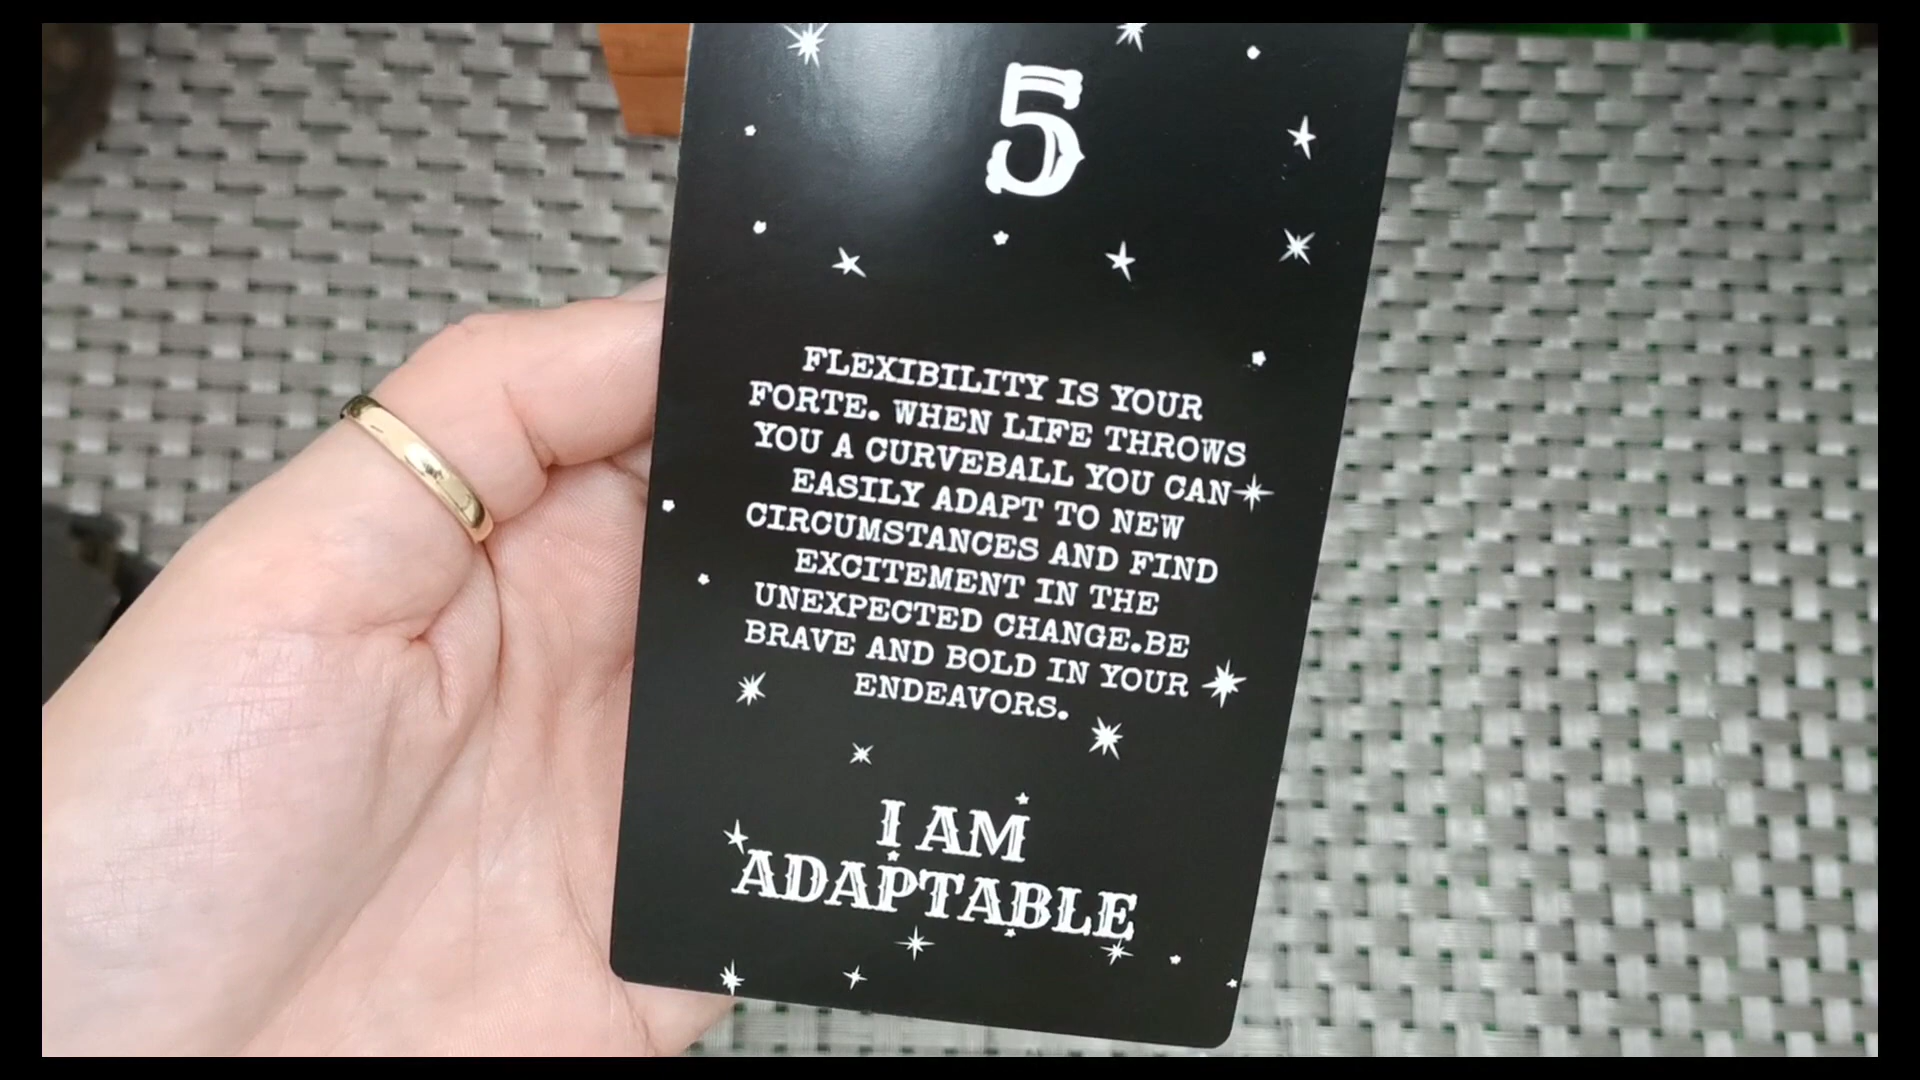 5
FLEXIBILITY IS YOUR
FORTE. WHEN LIFE THROWS
YOU A CURVEBALL YOU CAN
EASILY ADAPT TO NEW
CIRCUMSTANCES AND FIND
EXCITEMENT IN THE
UNEXPECTED CHANGE.BE
BRAVE AND BOLD IN YOUR
ENDEAVORS.
I AM
ADAPTABLE